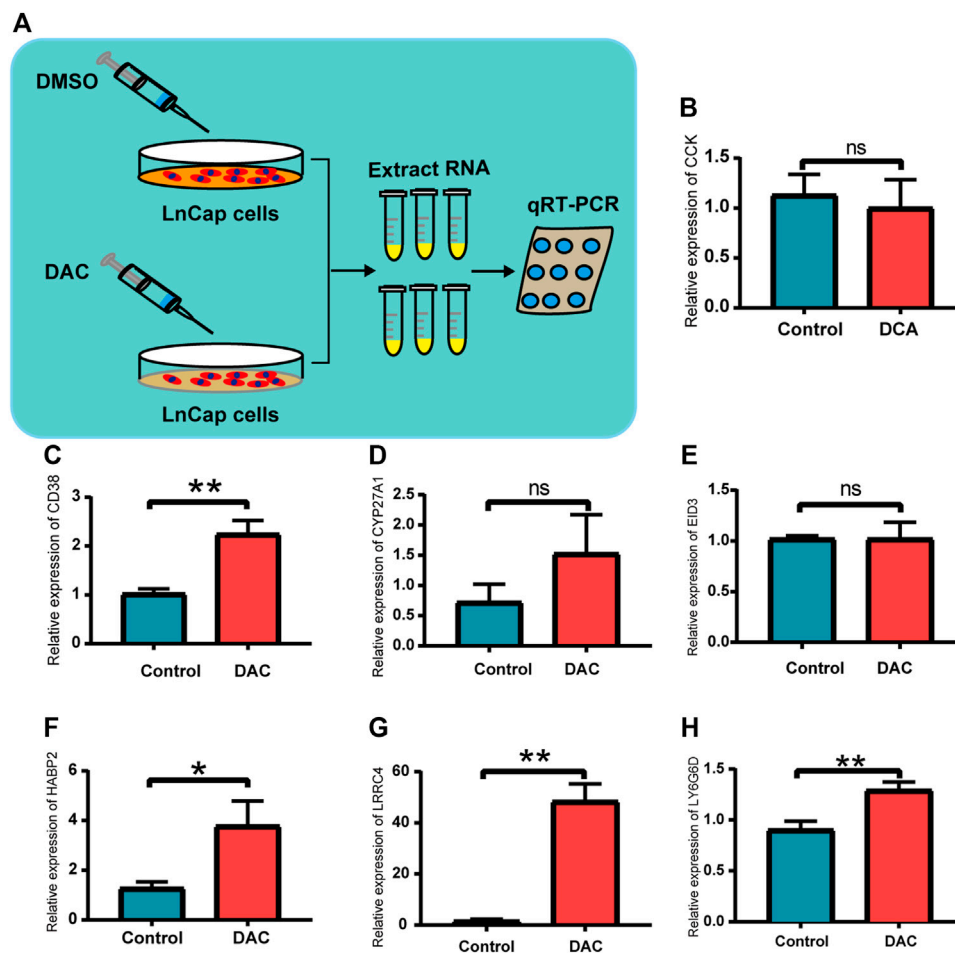 A
DMSO
LnCap cells
DAC
LnCap cells
Extract RNA
qRT-PCR
B
Relative expression of CCK
1.5
1.0
0.5
0.0
ns
Control DCA
C
Relative expression of CD38
3
2
1
0
**
Control DAC
D
Relative expression of CYP27A1
2.5
2.0
1.5
1.0
0.5
0.0
ns
Control DAC
E
Relative expression of EID3
1.5
1.0
0.5
0.0
ns
Control DAC
F
Relative expression of HABP2
6
4
2
0
*
Control DAC
G
Relative expression of LRRC4
60
40
20
0
**
Control DAC
H
Relative expression of LY6G6D
1.5
1.0
0.5
0.0
**
Control DAC